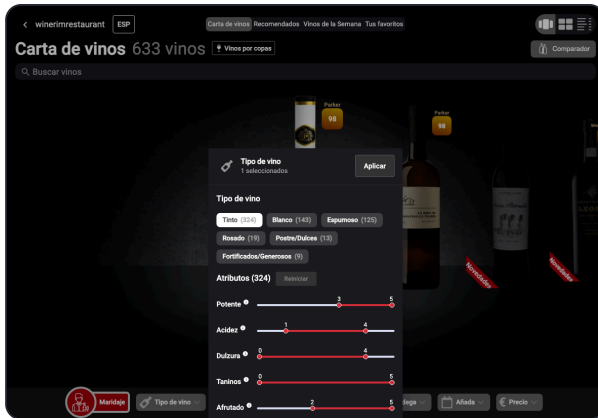 winerimrestaurant ESP Carta de vinos Recomendados Vinos de la Semana Tus favoritos
Carta de vinos 633 vinos Vinos por copas Comparador
Buscar vinos
Parker
98
Parker
98
Tipo de vino
1 seleccionados
Aplicar
Tipo de vino
Tinto (324) Blanco (143) Espumoso (125)
Rosado (19) Postre/Dulces (13)
Fortificados/Generosos (9)
Atributos (324) Reiniciar
Potente 3 5
Acidez 1 4
Dulzura 0 4
Taninos 0 5
Afrutado 2 5
Novedades
Novedades
Maridaje Tipo de vino Añada Precio